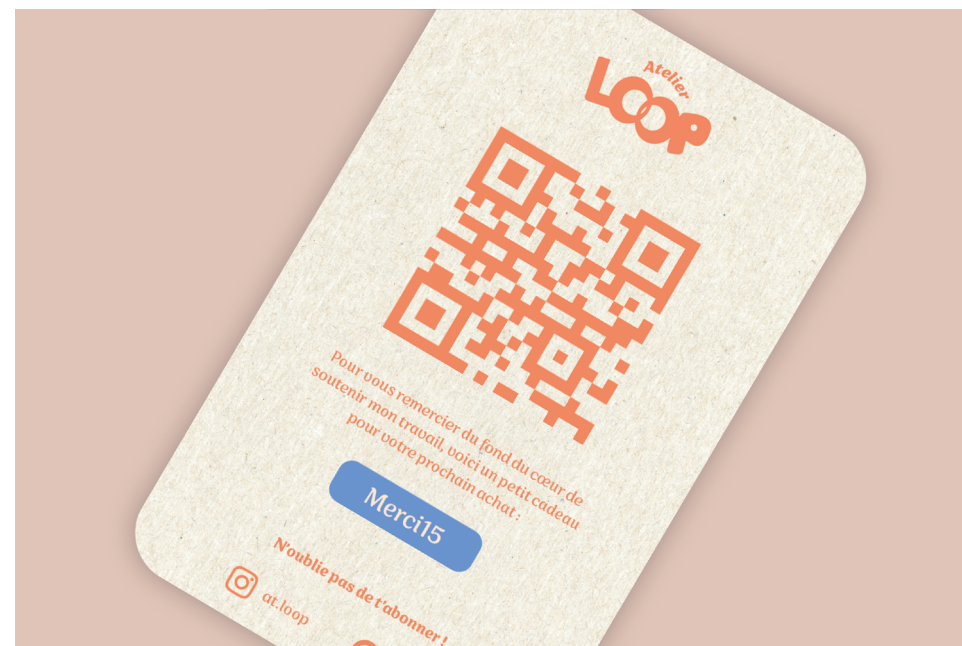 Atelier
LOOP
Pour vous remercier du fond du cœur de
soutenir mon travail, voici un petit cadeau
pour votre prochain achat :
Merci15
N'oublie pas de t'abonner !
at.loop